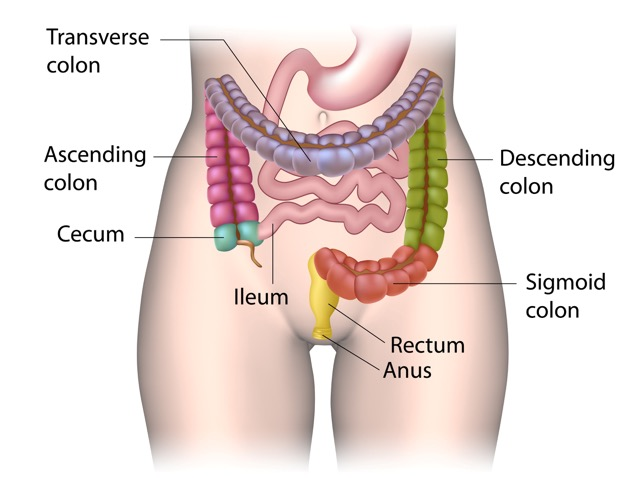 Transverse
colon
Ascending
colon
Descending
colon
Cecum
Ileum
Sigmoid
colon
Rectum
Anus